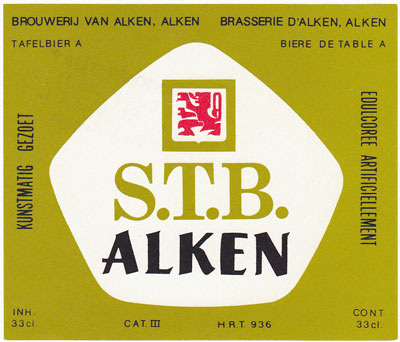 BROUWERIJ VAN ALKEN, ALKEN BRASSERIE D'ALKEN, ALKEN
TAFELBIER A BIERE DE TABLE A
KUNSTMATIG GEZOET
EDULCOREE ARTIFICIELLEMENT
S.T.B.
ALKEN
INH. CONT.
33cl. CAT. III H.R.T. 936 33cl.